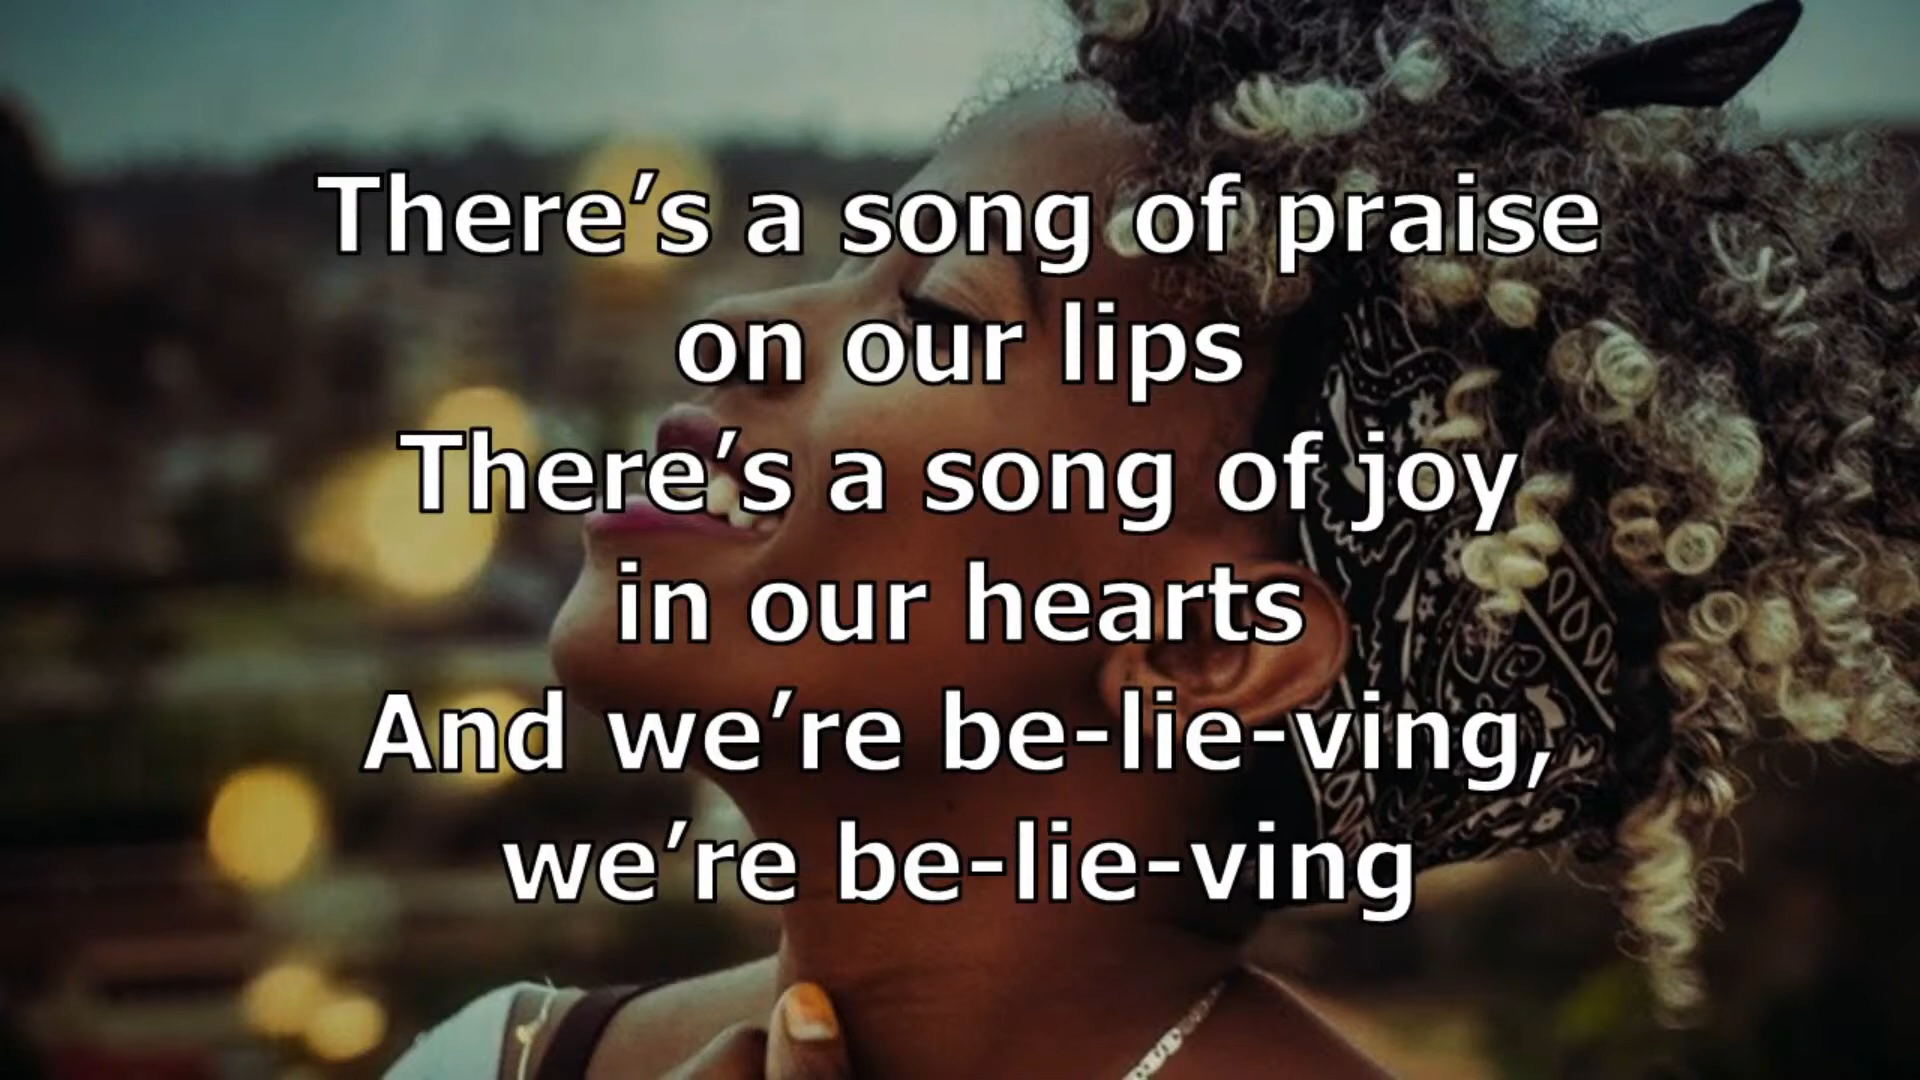 There’s a song of praise
on our lips
There’s a song of joy
in our hearts
And we’re be-lie-ving,
we’re be-lie-ving